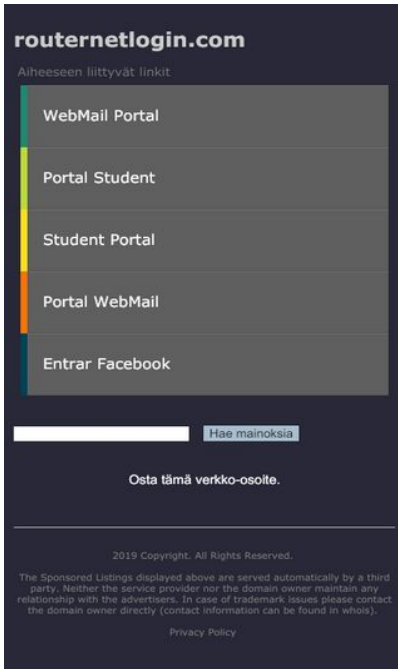 routernetlogin.com
Aiheeseen liittyvät linkit
WebMail Portal
Portal Student
Student Portal
Portal WebMail
Entrar Facebook
Hae mainoksia
Osta tämä verkko-osoite.
2019 Copyright. All Rights Reserved.
The Sponsored Listings displayed above are served automatically by a third
party. Neither the service provider nor the domain owner maintain any
relationship with the advertisers. In case of trademark issues please contact
the domain owner directly (contact information can be found in whois).
Privacy Policy